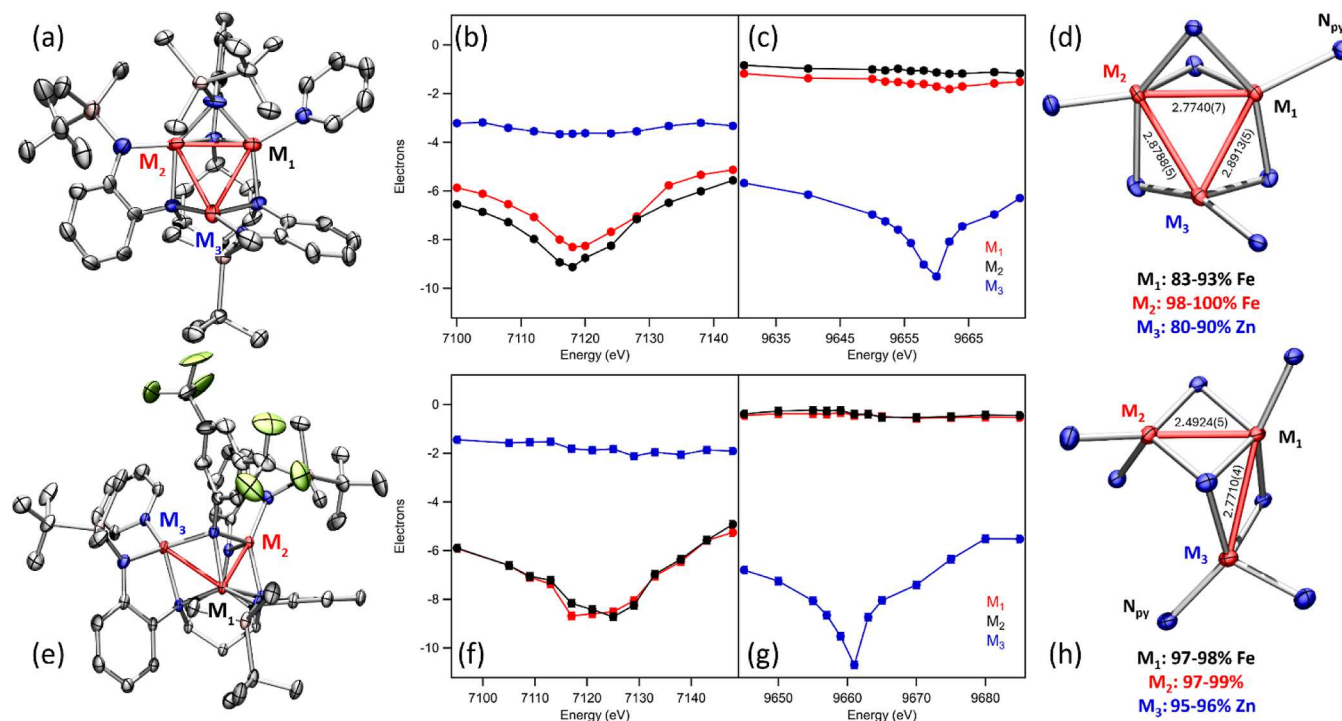 (a)
M₂
M₁
M₃
(b)
(c)
Electrons
0
-2
-4
-6
-8
-10
M₁
M₂
M₃
7100
7110
7120
7130
7140
Energy (eV)
9635
9645
9655
9665
Energy (eV)
(d)
Npy
M₂
M₁
M₃
2.7740(7)
2.8788(5)
2.8913(5)
M₁: 83-93% Fe
M₂: 98-100% Fe
M₃: 80-90% Zn
(e)
M₃
M₂
M₁
(f)
(g)
Electrons
0
-2
-4
-6
-8
-10
M₁
M₂
M₃
7100
7110
7120
7130
7140
Energy (eV)
9650
9660
9670
9680
Energy (eV)
(h)
M₂
M₁
M₃
Npy
2.4924(5)
2.7710(4)
M₁: 97-98% Fe
M₂: 97-99%
M₃: 95-96% Zn